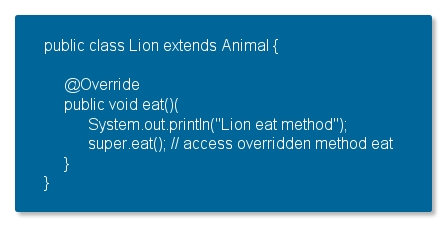 public class Lion extends Animal {
@Override
public void eat()(
System.out.println("Lion eat method");
super.eat(); // access overridden method eat
}
}